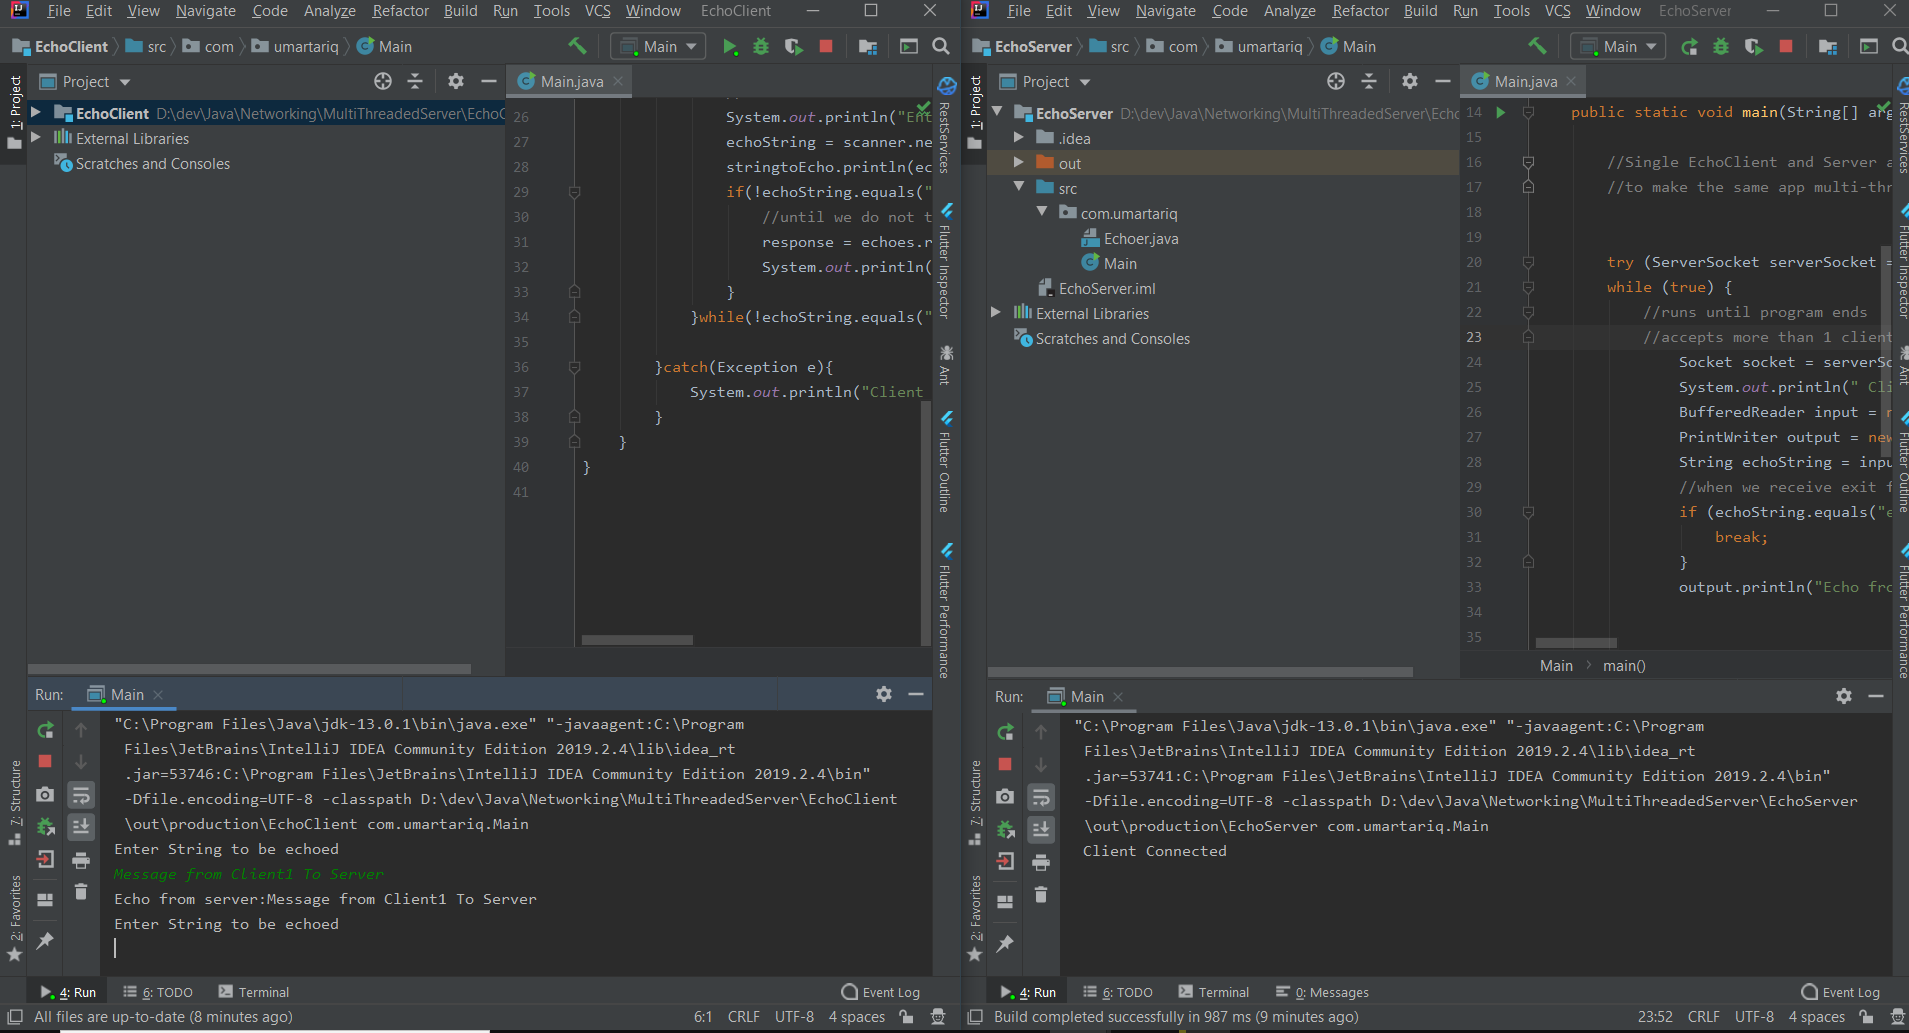 File Edit View Navigate Code Analyze Refactor Build Run Tools VCS Window EchoClient
EchoClient src com umartariq Main
Main
Project
Main.java
1: Project
EchoClient D:\dev\Java\Networking\MultiThreadedServer\EchoC
External Libraries
Scratches and Consoles
26 System.out.println("Ent
27 echoString = scanner.ne
28 stringtoEcho.println(ec
29 if(!echoString.equals("
30 //until we do not t
31 response = echoes.r
32 System.out.println(
33 }
34 }while(!echoString.equals("
35
36 }catch(Exception e){
37 System.out.println("Client
38 }
39 }
40 }
41
RestServices
Flutter Inspector
Ant
Flutter Outline
Flutter Performance
Run: Main
"C:\Program Files\Java\jdk-13.0.1\bin\java.exe" "-javaagent:C:\Program
Files\JetBrains\IntelliJ IDEA Community Edition 2019.2.4\lib\idea_rt
.jar=53746:C:\Program Files\JetBrains\IntelliJ IDEA Community Edition 2019.2.4\bin"
-Dfile.encoding=UTF-8 -classpath D:\dev\Java\Networking\MultiThreadedServer\EchoClient
\out\production\EchoClient com.umartariq.Main
Enter String to be echoed
Message from Client1 To Server
Echo from server:Message from Client1 To Server
Enter String to be echoed
7: Structure
2: Favorites
4: Run 6: TODO Terminal Event Log
All files are up-to-date (8 minutes ago) 6:1 CRLF UTF-8 4 spaces
File Edit View Navigate Code Analyze Refactor Build Run Tools VCS Window EchoServer
EchoServer src com umartariq Main
Main
Project
Main.java
1: Project
EchoServer D:\dev\Java\Networking\MultiThreadedServer\Echo
.idea
out
src
com.umartariq
Echoer.java
Main
EchoServer.iml
External Libraries
Scratches and Consoles
14 public static void main(String[] arg
15
16 //Single EchoClient and Server a
17 //to make the same app multi-thr
18
19
20 try (ServerSocket serverSocket =
21 while (true) {
22 //runs until program ends
23 //accepts more than 1 client
24 Socket socket = serverSo
25 System.out.println(" Cli
26 BufferedReader input = n
27 PrintWriter output = new
28 String echoString = inpu
29 //when we receive exit f
30 if (echoString.equals("e
31 break;
32 }
33 output.println("Echo fro
34
35
Main main()
RestServices
Flutter Inspector
Ant
Flutter Outline
Flutter Performance
Run: Main
"C:\Program Files\Java\jdk-13.0.1\bin\java.exe" "-javaagent:C:\Program
Files\JetBrains\IntelliJ IDEA Community Edition 2019.2.4\lib\idea_rt
.jar=53741:C:\Program Files\JetBrains\IntelliJ IDEA Community Edition 2019.2.4\bin"
-Dfile.encoding=UTF-8 -classpath D:\dev\Java\Networking\MultiThreadedServer\EchoServer
\out\production\EchoServer com.umartariq.Main
Client Connected
7: Structure
2: Favorites
4: Run 6: TODO Terminal 0: Messages Event Log
Build completed successfully in 987 ms (9 minutes ago) 23:52 CRLF UTF-8 4 spaces